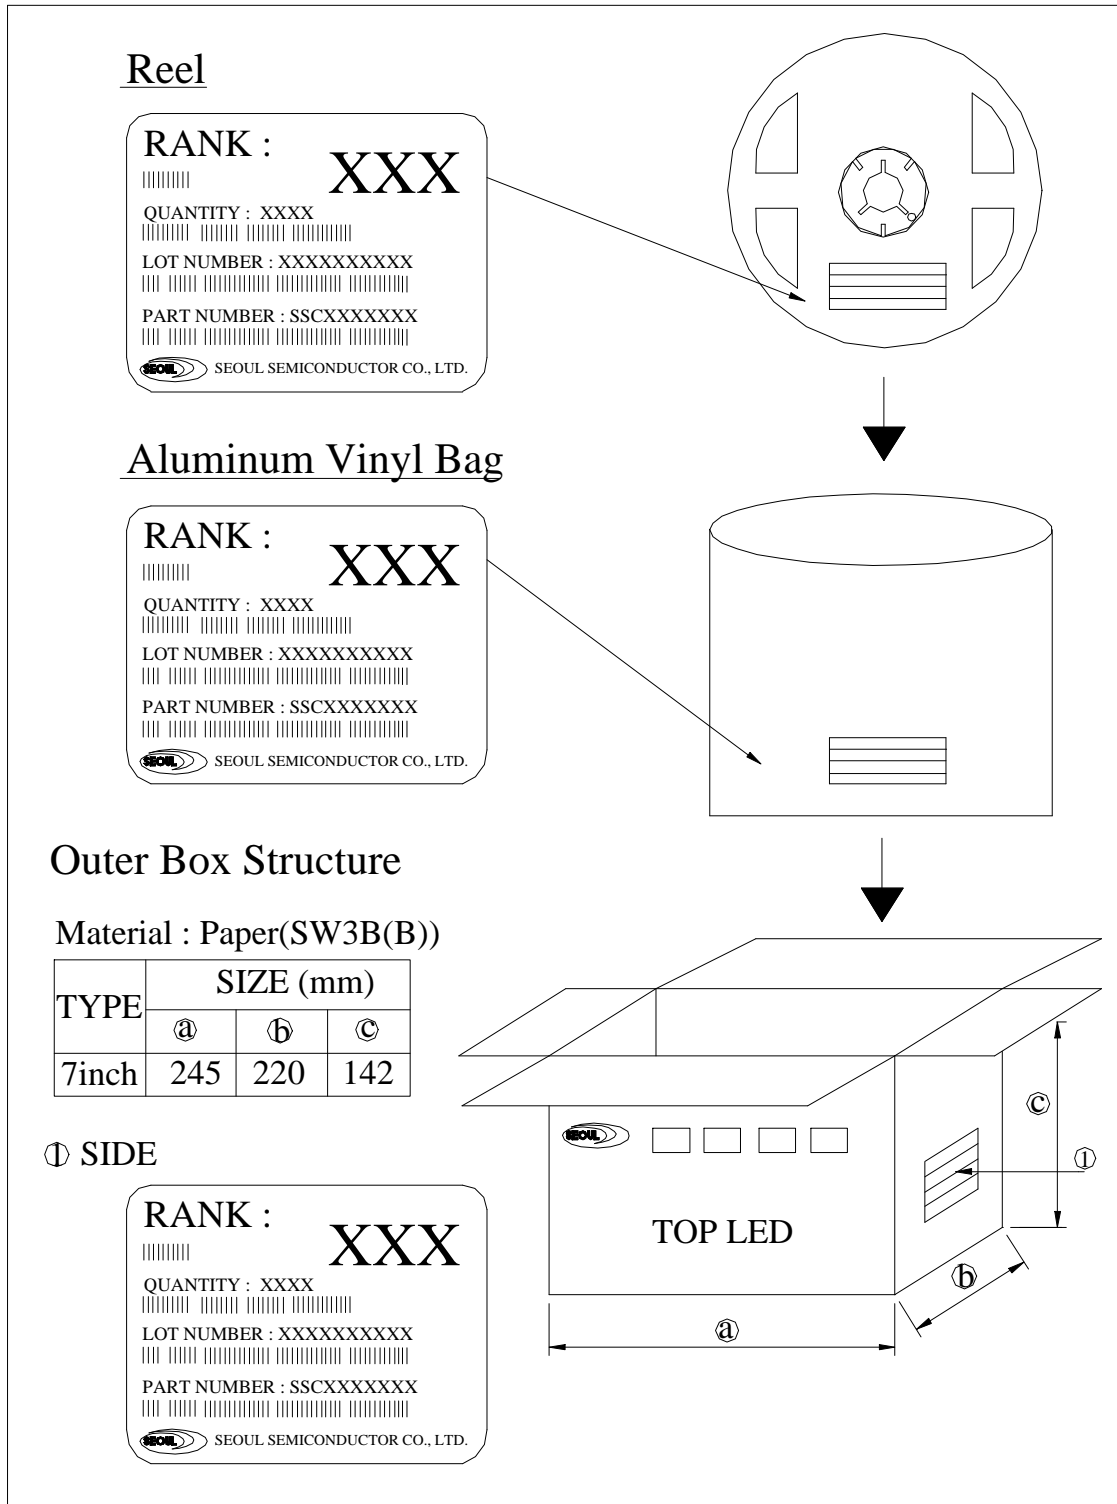 Reel
RANK :
XXX
QUANTITY : XXXX
LOT NUMBER : XXXXXXXXXX
PART NUMBER : SSCXXXXXXX
SEOUL SEMICONDUCTOR CO., LTD.
Aluminum Vinyl Bag
RANK :
XXX
QUANTITY : XXXX
LOT NUMBER : XXXXXXXXXX
PART NUMBER : SSCXXXXXXX
SEOUL SEMICONDUCTOR CO., LTD.
Outer Box Structure
Material : Paper(SW3B(B))
TYPE SIZE (mm)
ⓐ ⓑ ⓒ
7inch 245 220 142
① SIDE
RANK :
XXX
QUANTITY : XXXX
LOT NUMBER : XXXXXXXXXX
PART NUMBER : SSCXXXXXXX
SEOUL SEMICONDUCTOR CO., LTD.
SEOUL
TOP LED
ⓒ
①
ⓑ
ⓐ
SEOUL
SEOUL
SEOUL